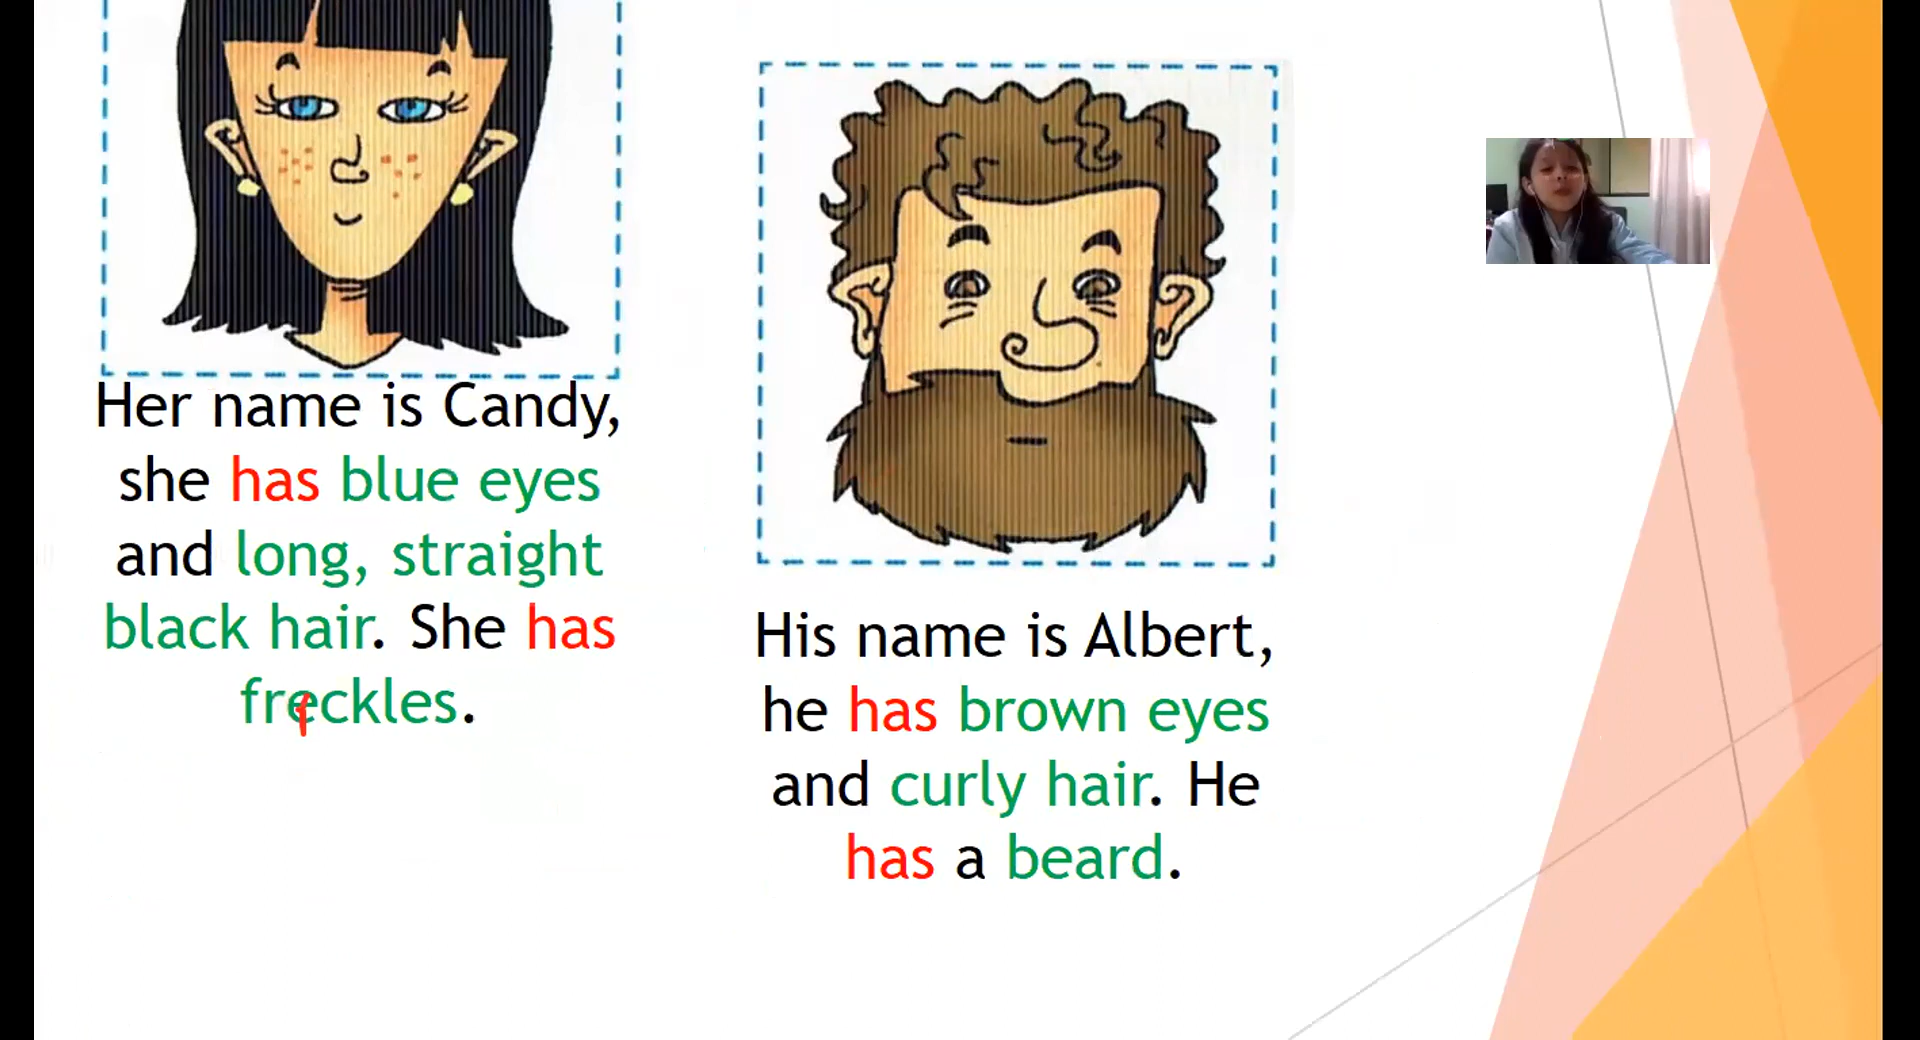 Her name is Candy,
she has blue eyes
and long, straight
black hair. She has
freckles.
His name is Albert,
he has brown eyes
and curly hair. He
has a beard.